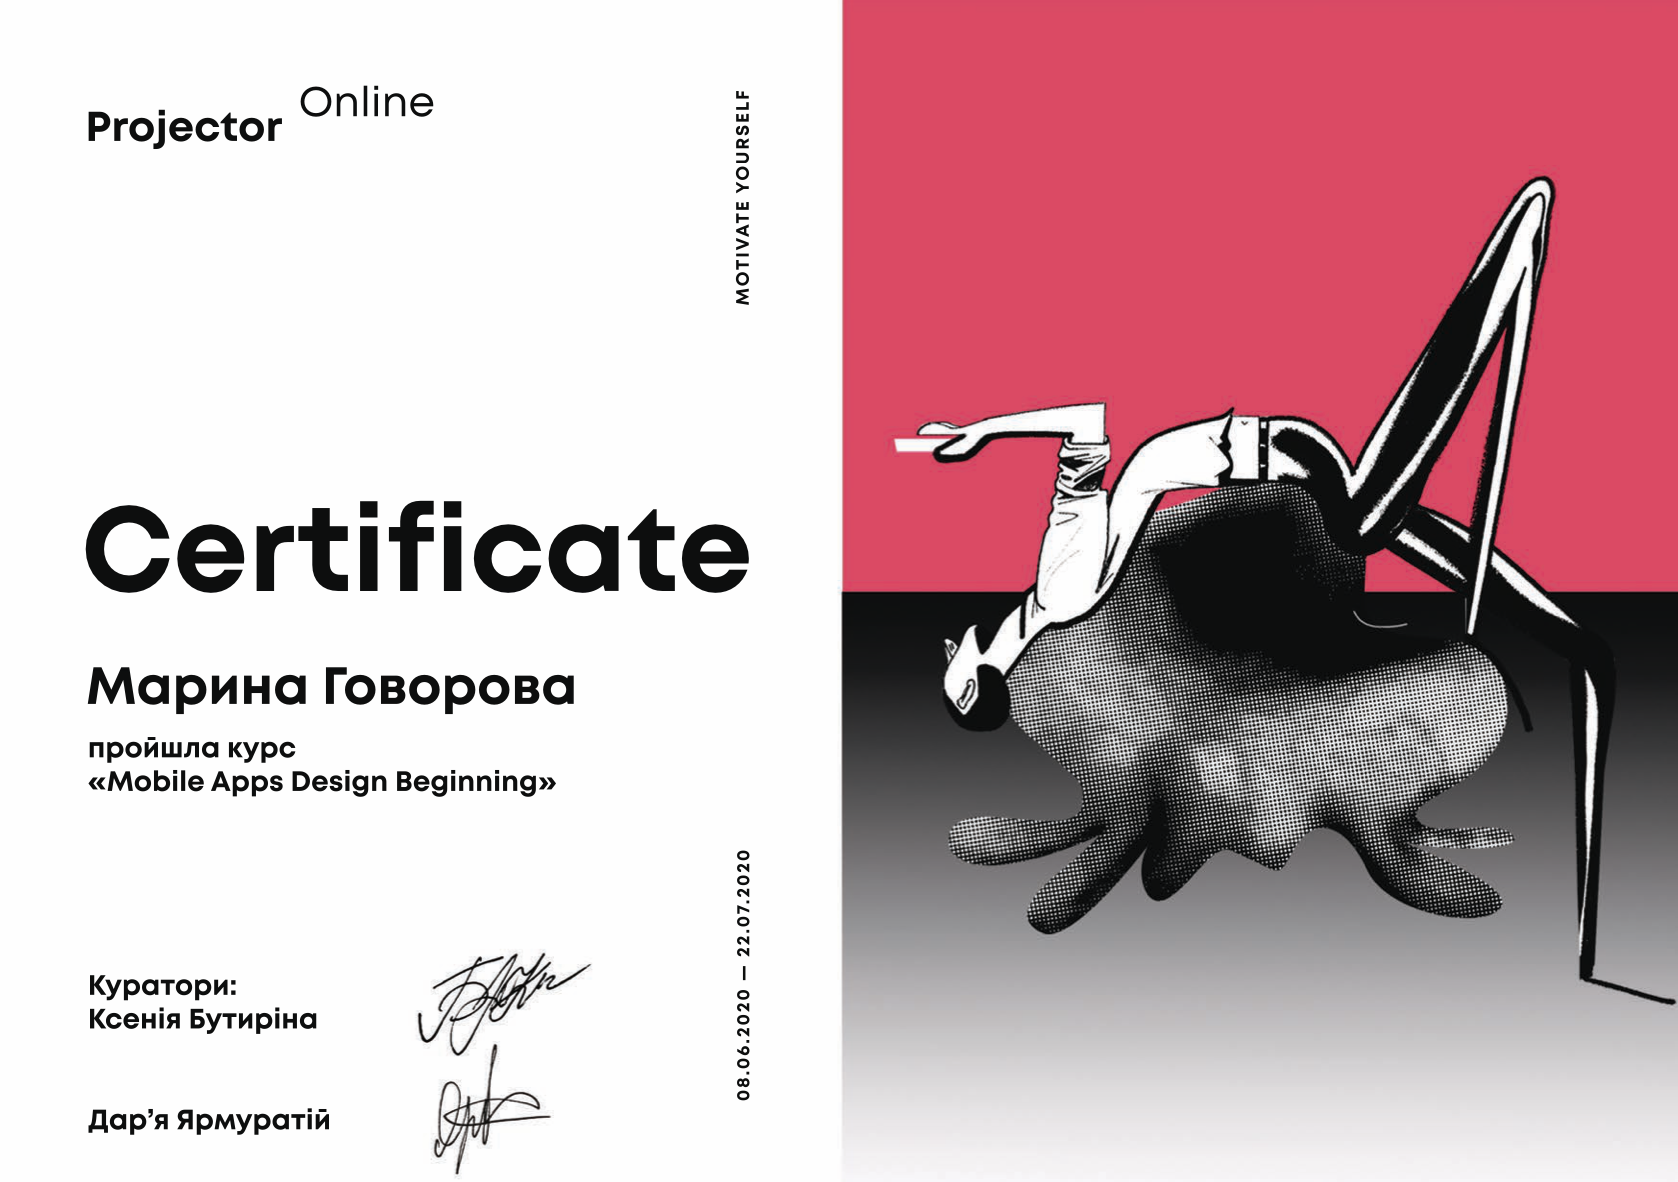 Projector Online
MOTIVATE YOURSELF
Certificate
Марина Говорова
пройшла курс
«Mobile Apps Design Beginning»
08.06.2020 — 22.07.2020
Куратори:
Ксенія Бутиріна
Дар’я Ярмуратій